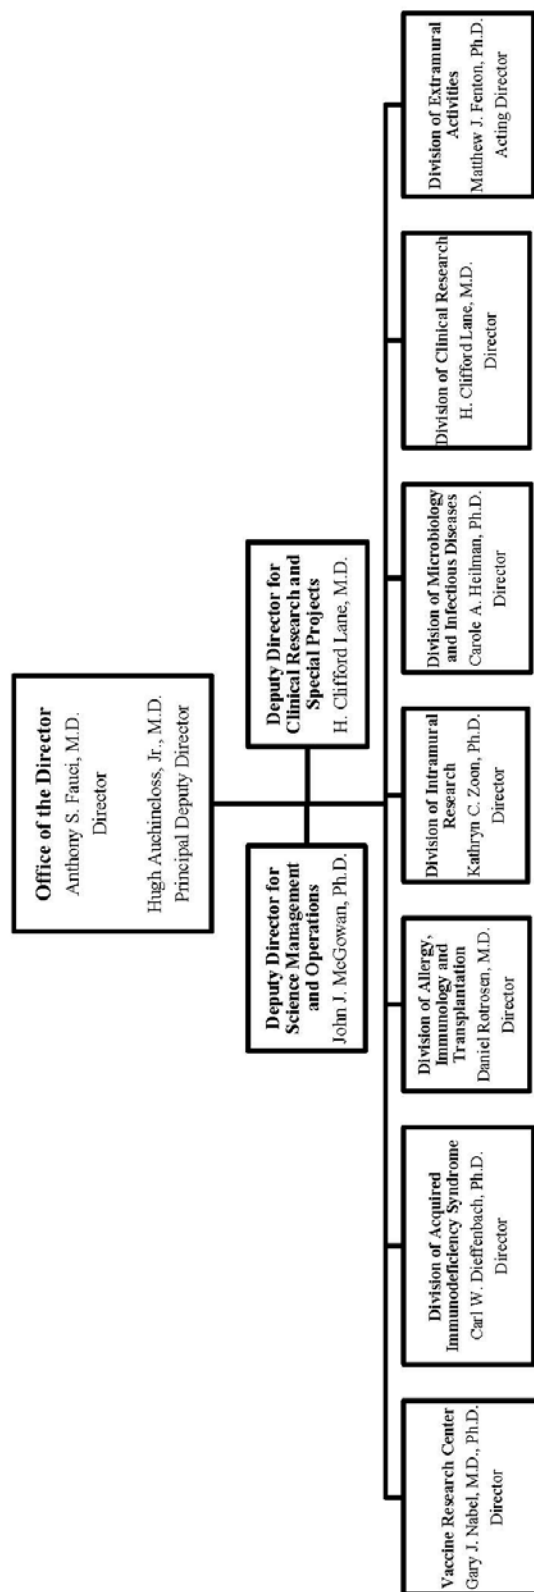 Office of the Director
Anthony S. Fauci, M.D.
Director
Hugh Auchincloss, Jr., M.D.
Principal Deputy Director
Deputy Director for
Science Management
and Operations
John J. McGowan, Ph.D.
Deputy Director for
Clinical Research and
Special Projects
H. Clifford Lane, M.D.
Vaccine Research Center
Gary J. Nabel, M.D., Ph.D.
Director
Division of Acquired
Immunodeficiency Syndrome
Carl W. Dieffenbach, Ph.D.
Director
Division of Allergy,
Immunology and
Transplantation
Daniel Rotrosen, M.D.
Director
Division of Intramural
Research
Kathryn C. Zoon, Ph.D.
Director
Division of Microbiology
and Infectious Diseases
Carole A. Heilman, Ph.D.
Director
Division of Clinical Research
H. Clifford Lane, M.D.
Director
Division of Extramural
Activities
Matthew J. Fenton, Ph.D.
Acting Director